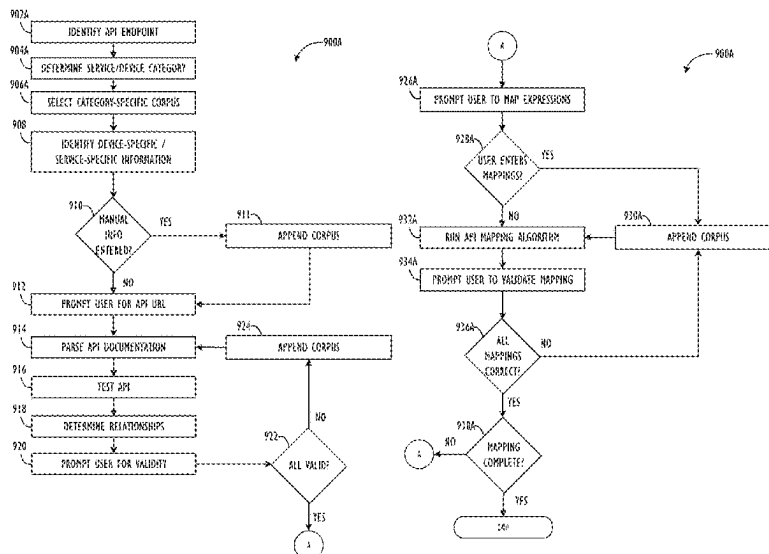 902A
IDENTIFY API ENDPOINT
900A
904A
DETERMINE SERVICE/DEVICE CATEGORY
906A
SELECT CATEGORY-SPECIFIC CORPUS
908
IDENTIFY DEVICE-SPECIFIC /
SERVICE-SPECIFIC INFORMATION
910
MANUAL
INFO
ENTERED?
YES
911
APPEND CORPUS
NO
912
PROMPT USER FOR API URL
914
PARSE API DOCUMENTATION
924
APPEND CORPUS
916
TEST API
918
DETERMINE RELATIONSHIPS
NO
920
PROMPT USER FOR VALIDITY
922
ALL VALID?
YES
A
A
900A
926A
PROMPT USER TO MAP EXPRESSIONS
928A
USER ENTERS
MAPPINGS?
YES
NO
932A
RUN API MAPPING ALGORITHM
930A
APPEND CORPUS
934A
PROMPT USER TO VALIDATE MAPPING
936A
ALL
MAPPINGS
CORRECT?
NO
YES
938A
MAPPING
COMPLETE?
NO
A
YES